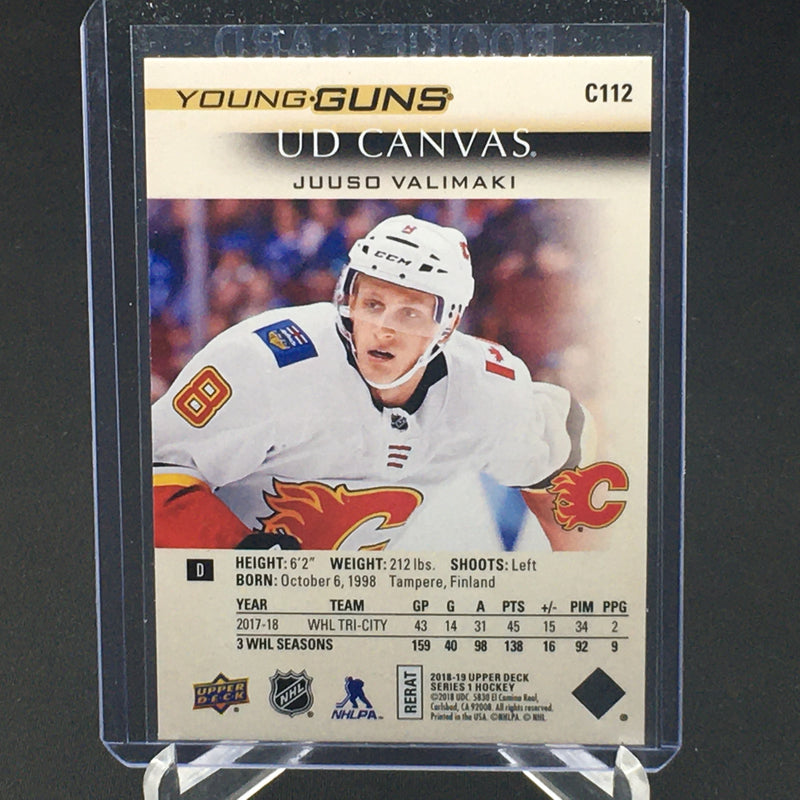 ROOKIE CARD
YOUNG GUNS C112
UD CANVAS
JUUSO VALIMAKI
8
CCM
8
C
D
HEIGHT: 6'2" WEIGHT: 212 lbs. SHOOTS: Left
BORN: October 6, 1998 Tampere, Finland
YEAR TEAM GP G A PTS +/- PIM PPG
2017-18 WHL TRI-CITY 43 14 31 45 15 34 2
3 WHL SEASONS 159 40 98 138 16 92 9
UPPER DECK
NHL
NHLPA
RERAT
2018-19 UPPER DECK
SERIES 1 HOCKEY
©2018 UDC. 5830 El Camino Real,
Carlsbad, CA 92008. All rights reserved.
Printed in the USA. ©NHLPA. © NHL.